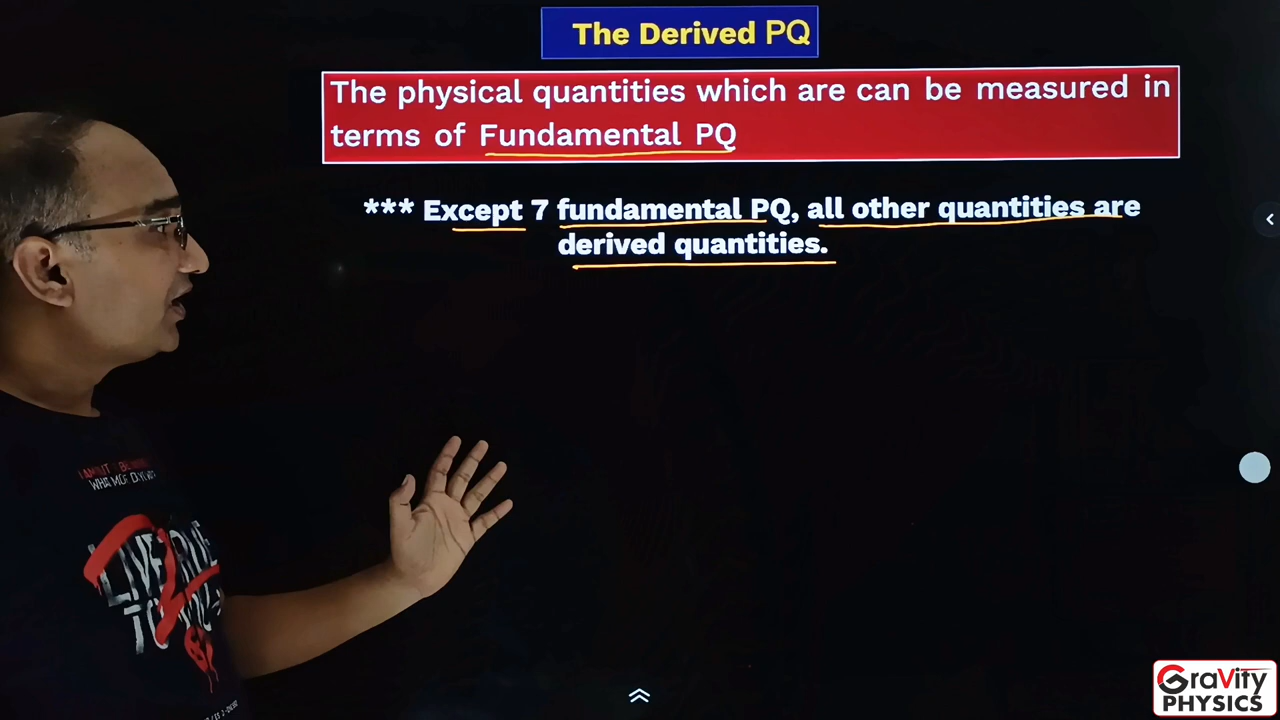 The Derived PQ
The physical quantities which are can be measured in
terms of Fundamental PQ
*** Except 7 fundamental PQ, all other quantities are
derived quantities.
GraVity
PHYSICS